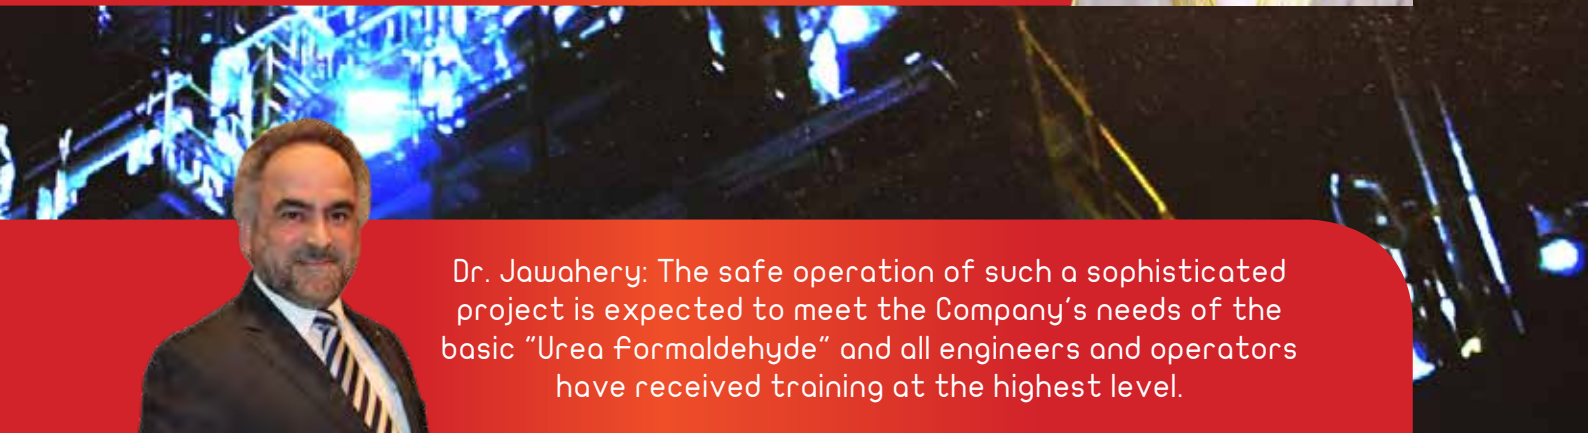 Dr. Jawahery: The safe operation of such a sophisticated
project is expected to meet the Company's needs of the
basic "Urea Formaldehyde" and all engineers and operators
have received training at the highest level.